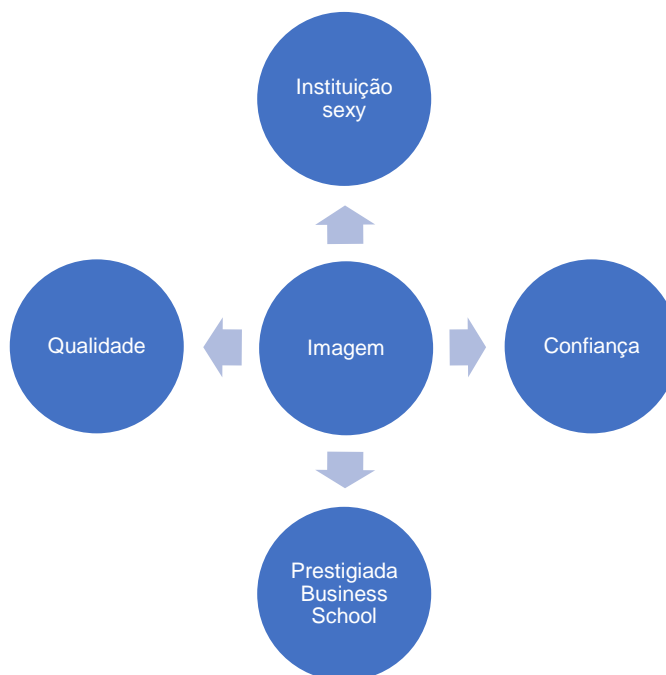 Instituição
sexy
Qualidade
Imagem
Confiança
Prestigiada
Business
School